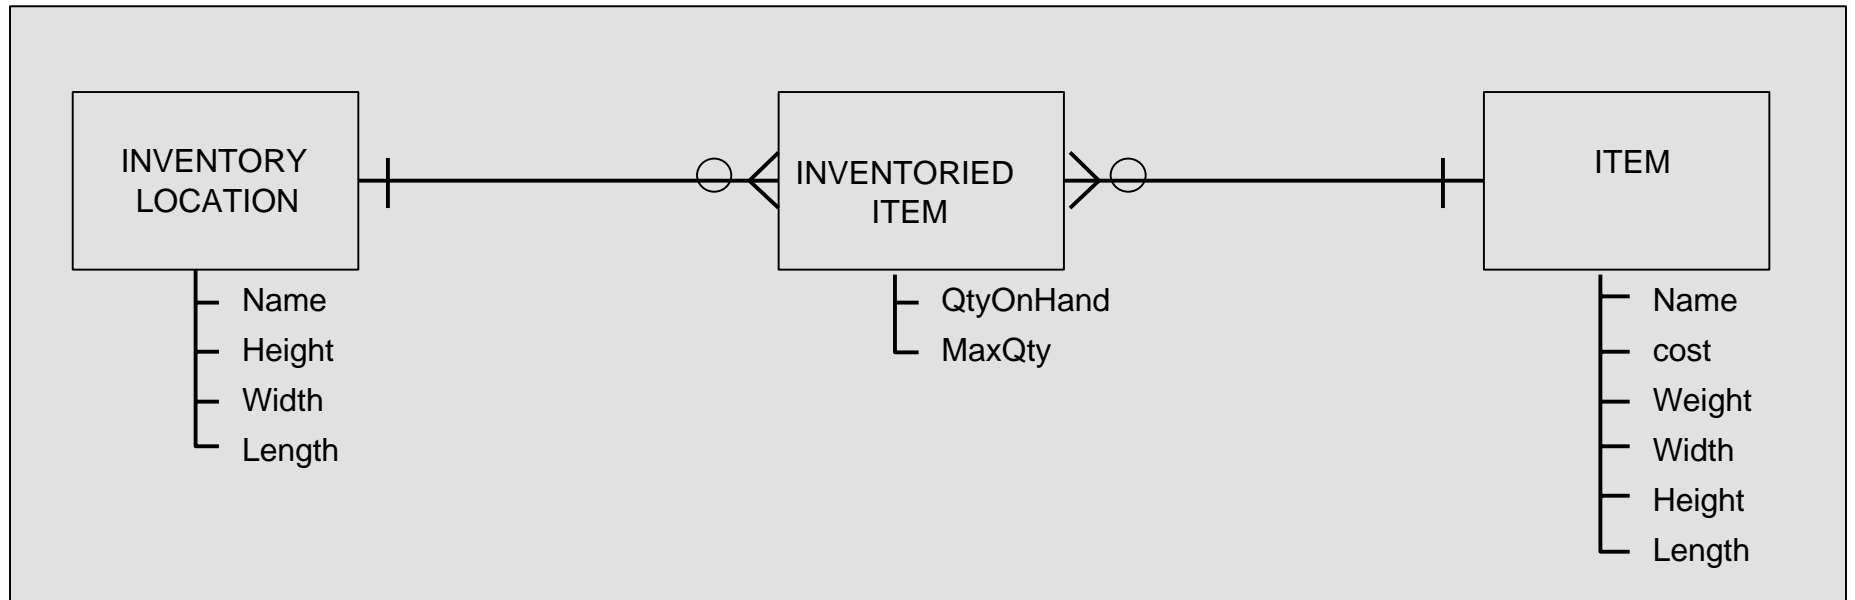 INVENTORY
LOCATION
Name
Height
Width
Length
INVENTORIED
ITEM
QtyOnHand
MaxQty
ITEM
Name
cost
Weight
Width
Height
Length